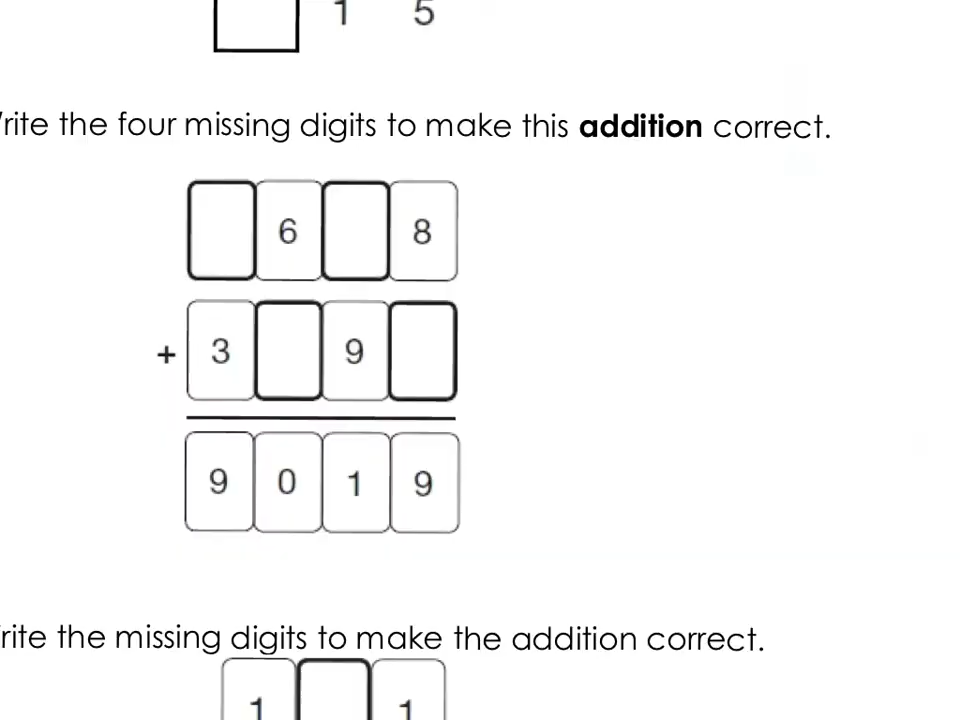 1 5
rite the four missing digits to make this addition correct.
6 8
+ 3 9
9 0 1 9
rite the missing digits to make the addition correct.
1 1